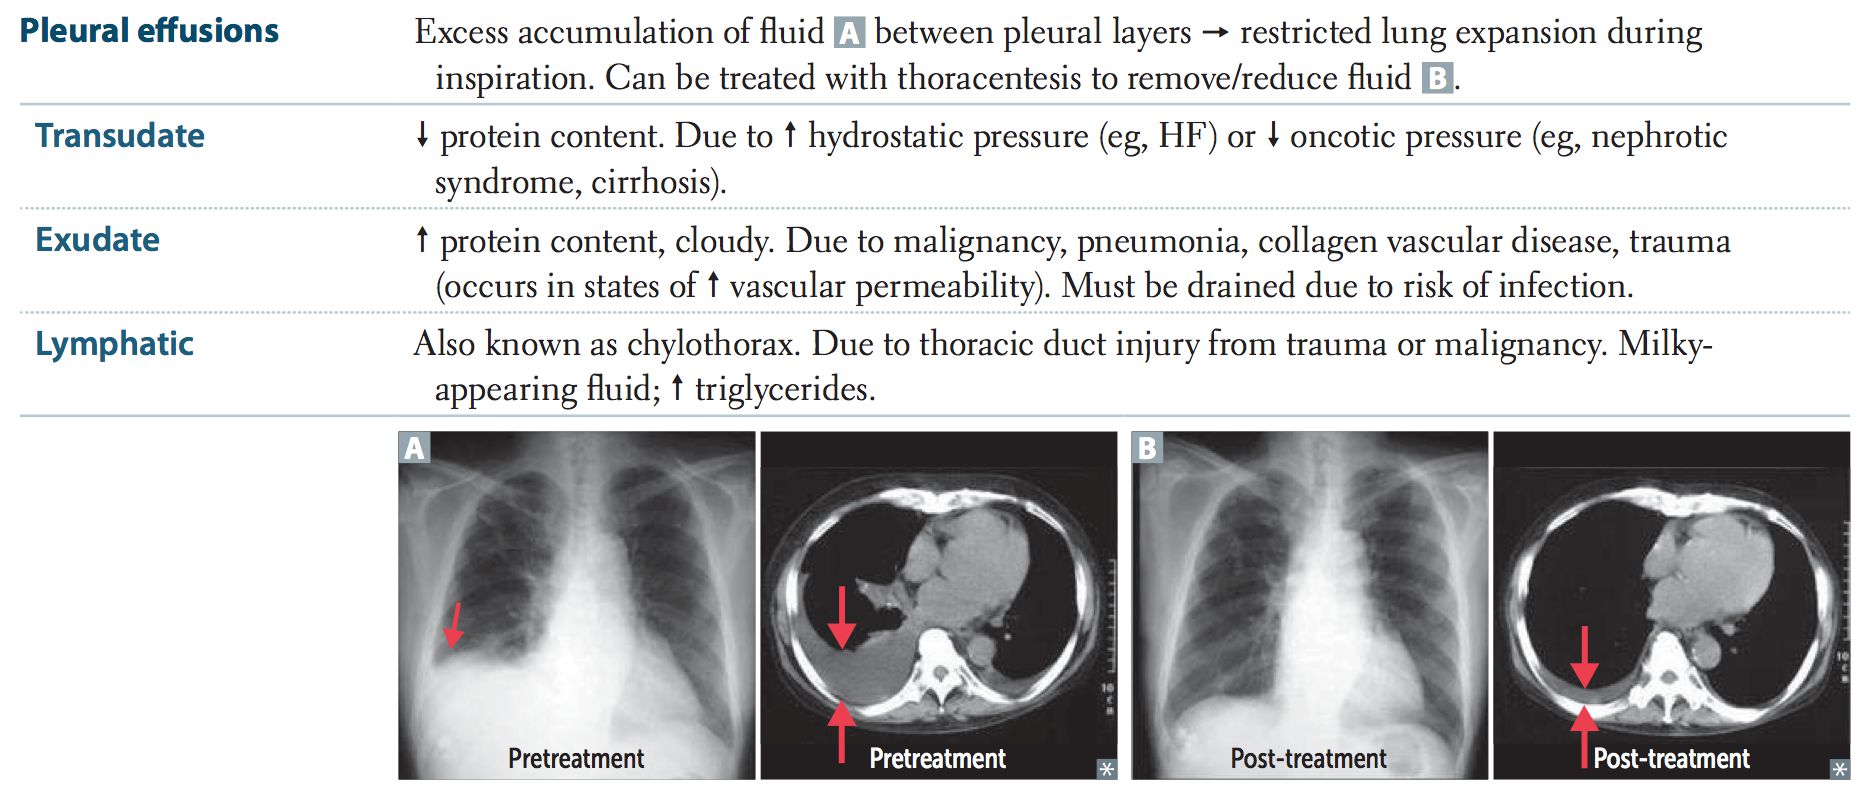 Pleural effusions
Excess accumulation of fluid A between pleural layers → restricted lung expansion during
inspiration. Can be treated with thoracentesis to remove/reduce fluid B.
Transudate
↓ protein content. Due to ↑ hydrostatic pressure (eg, HF) or ↓ oncotic pressure (eg, nephrotic
syndrome, cirrhosis).
Exudate
↑ protein content, cloudy. Due to malignancy, pneumonia, collagen vascular disease, trauma
(occurs in states of ↑ vascular permeability). Must be drained due to risk of infection.
Lymphatic
Also known as chylothorax. Due to thoracic duct injury from trauma or malignancy. Milky-
appearing fluid; ↑ triglycerides.
A
Pretreatment
10
Pretreatment
*
B
Post-treatment
10
Post-treatment
*